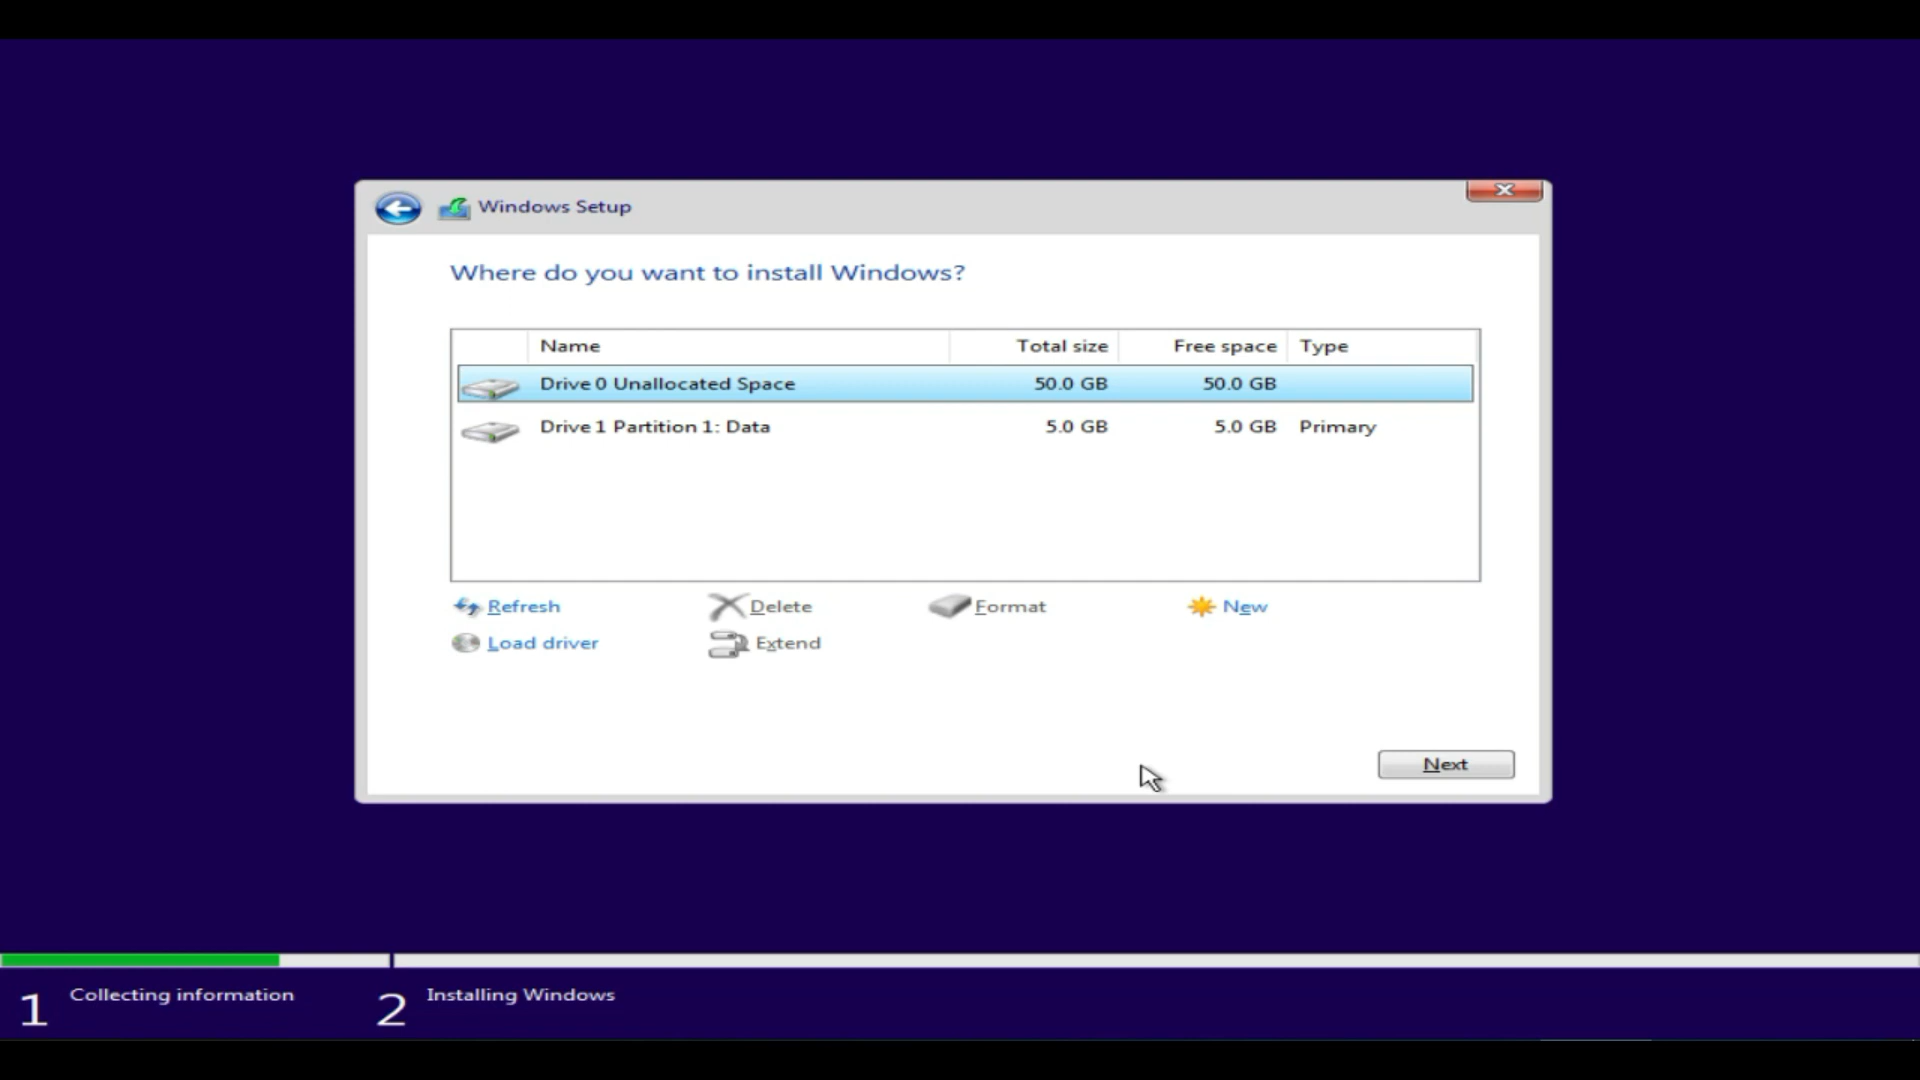 Windows Setup
Where do you want to install Windows?
Name Total size Free space Type
Drive 0 Unallocated Space 50.0 GB 50.0 GB
Drive 1 Partition 1: Data 5.0 GB 5.0 GB Primary
Refresh Delete Format New
Load driver Extend
Next
1 Collecting information 2 Installing Windows